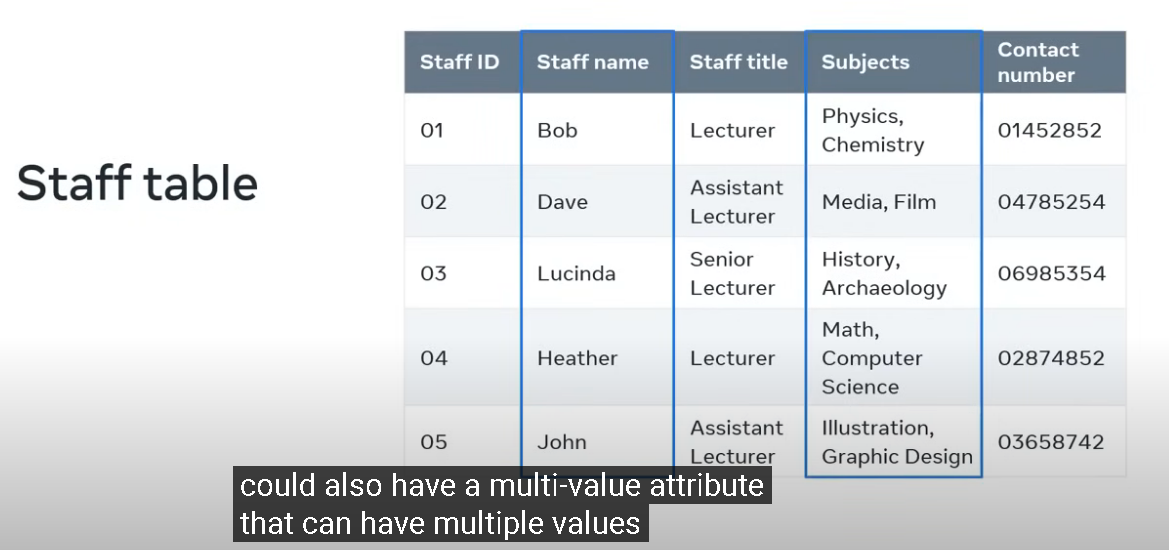 Staff table
Staff ID Staff name Staff title Subjects Contact number
01 Bob Lecturer Physics, Chemistry 01452852
02 Dave Assistant Lecturer Media, Film 04785254
03 Lucinda Senior Lecturer History, Archaeology 06985354
04 Heather Lecturer Math, Computer Science 02874852
05 John Assistant Lecturer Illustration, Graphic Design 03658742
could also have a multi-value attribute
that can have multiple values